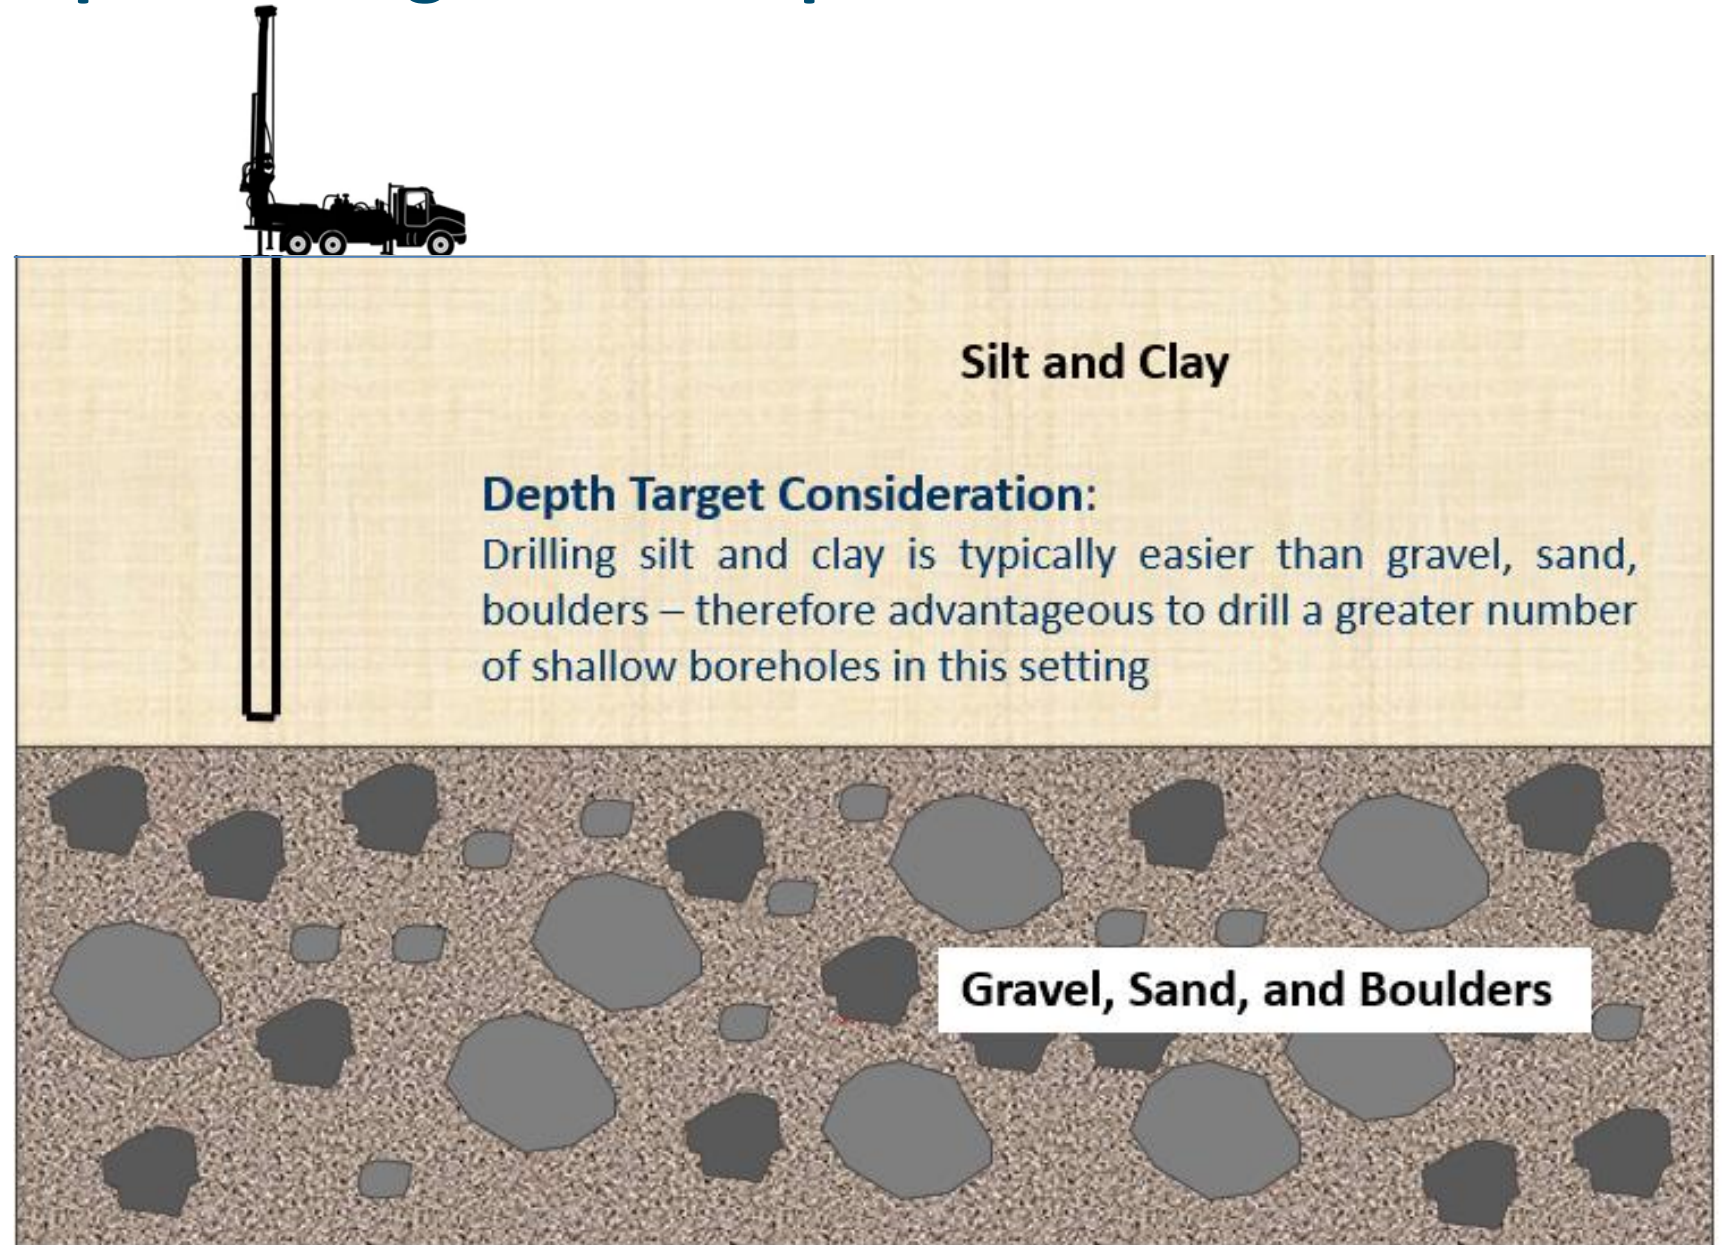 Silt and Clay
Depth Target Consideration:
Drilling silt and clay is typically easier than gravel, sand,
boulders – therefore advantageous to drill a greater number
of shallow boreholes in this setting
Gravel, Sand, and Boulders